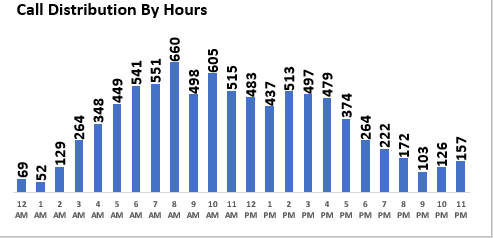 Call Distribution By Hours
69 52 129 264 348 449 541 551 660 498 605 515 483 437 513 497 479 374 264 222 172 103 126 157
12 1 2 3 4 5 6 7 8 9 10 11 12 1 2 3 4 5 6 7 8 9 10 11
AM AM AM AM AM AM AM AM AM AM AM AM PM PM PM PM PM PM PM PM PM PM PM PM